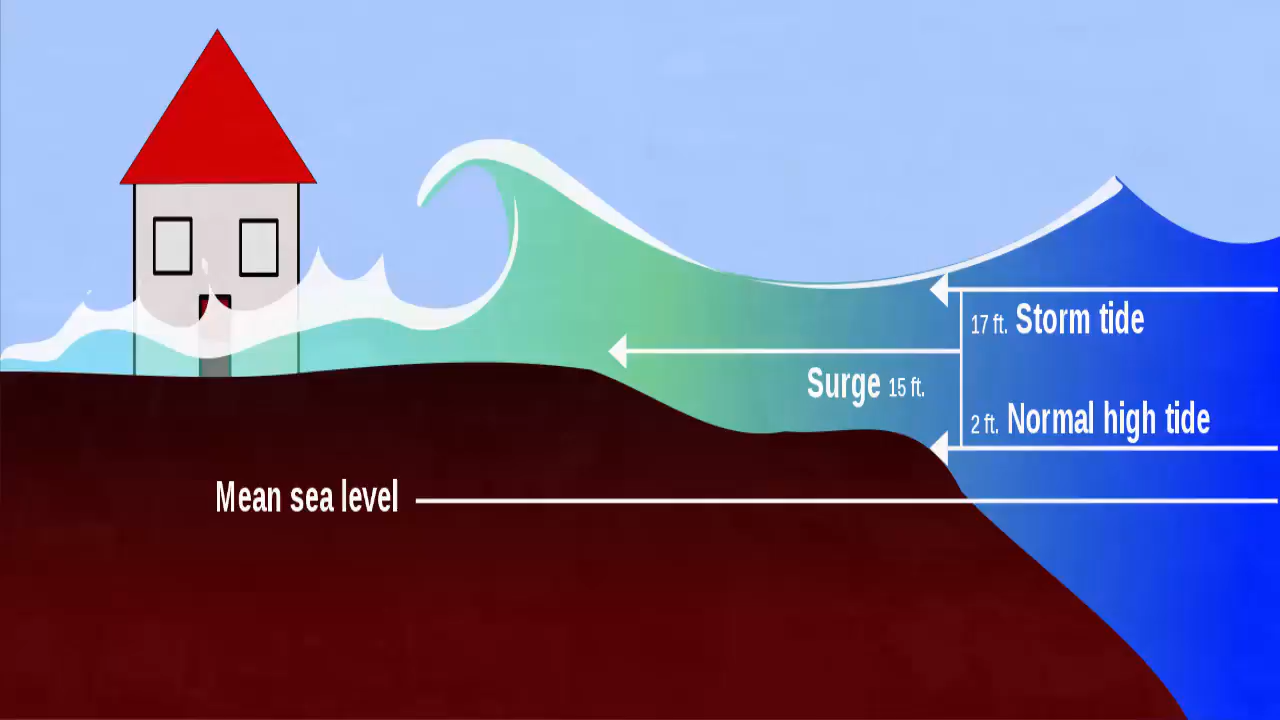 17 ft. Storm tide
Surge 15 ft.
2 ft. Normal high tide
Mean sea level